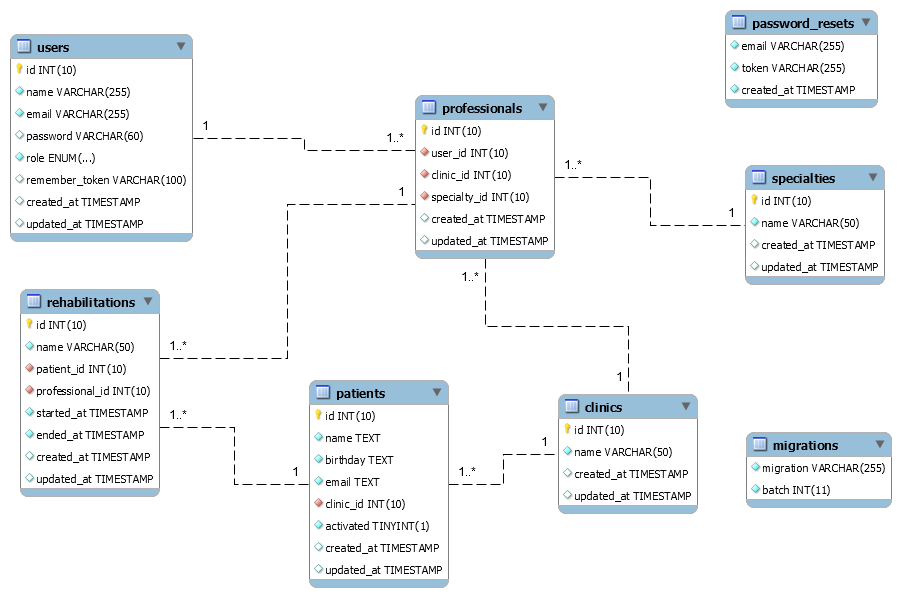 users
id INT(10)
name VARCHAR(255)
email VARCHAR(255)
password VARCHAR(60)
role ENUM(...)
remember_token VARCHAR(100)
created_at TIMESTAMP
updated_at TIMESTAMP
1
1..*
professionals
id INT(10)
user_id INT(10)
clinic_id INT(10)
specialty_id INT(10)
created_at TIMESTAMP
updated_at TIMESTAMP
1
1..*
1..*
password_resets
email VARCHAR(255)
token VARCHAR(255)
created_at TIMESTAMP
specialties
id INT(10)
name VARCHAR(50)
created_at TIMESTAMP
updated_at TIMESTAMP
1
rehabilitations
id INT(10)
name VARCHAR(50)
patient_id INT(10)
professional_id INT(10)
started_at TIMESTAMP
ended_at TIMESTAMP
created_at TIMESTAMP
updated_at TIMESTAMP
1..*
1..*
1
patients
id INT(10)
name TEXT
birthday TEXT
email TEXT
clinic_id INT(10)
activated TINYINT(1)
created_at TIMESTAMP
updated_at TIMESTAMP
1..*
1
1
clinics
id INT(10)
name VARCHAR(50)
created_at TIMESTAMP
updated_at TIMESTAMP
migrations
migration VARCHAR(255)
batch INT(11)